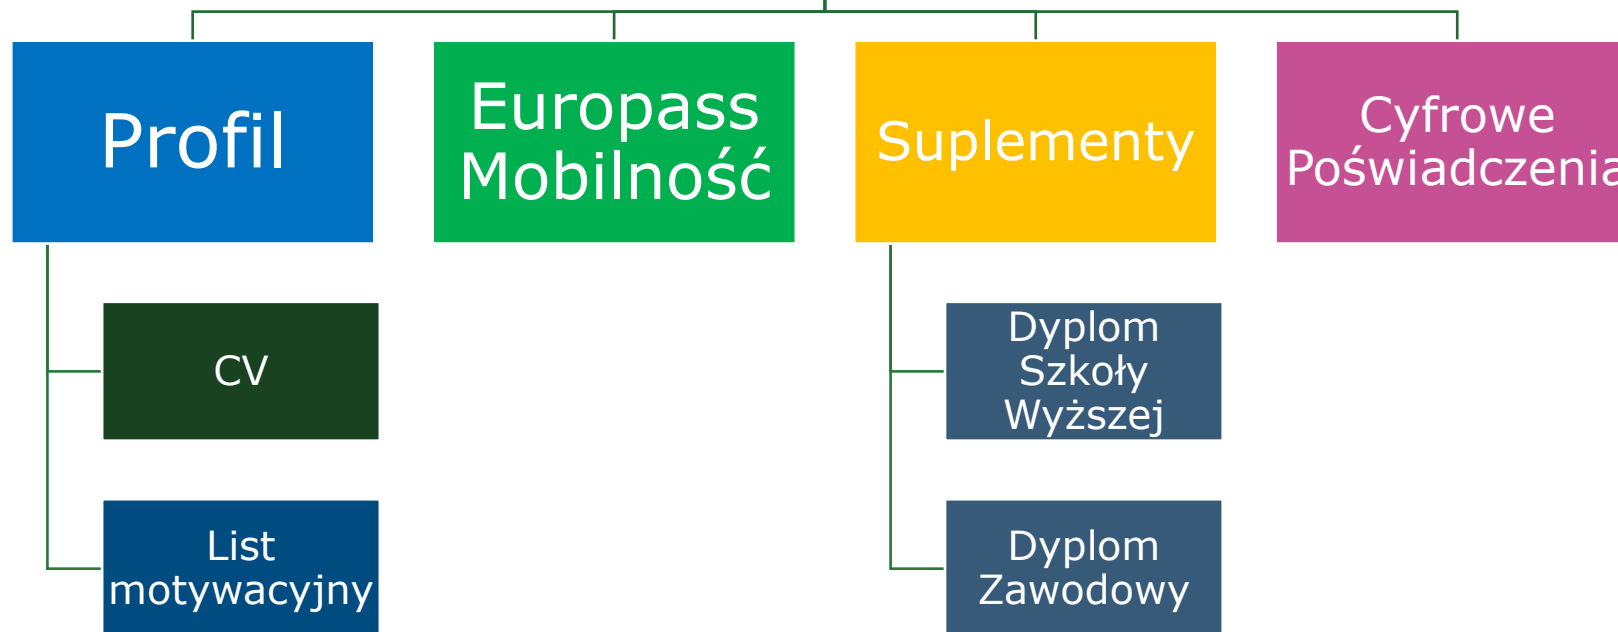 Profil
Europass
Mobilność
Suplementy
Cyfrowe
Poświadczenia
CV
List
motywacyjny
Dyplom
Szkoły
Wyższej
Dyplom
Zawodowy